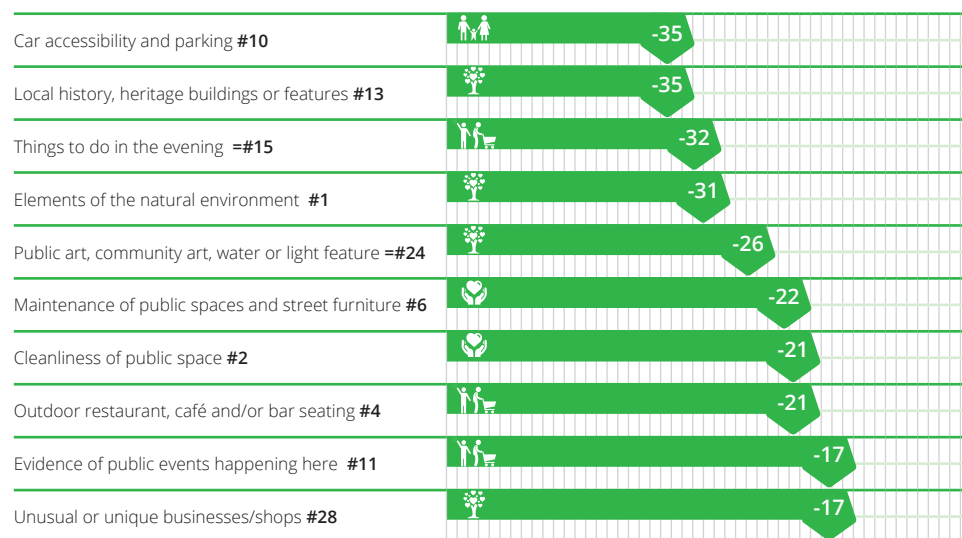 Car accessibility and parking #10
-35
Local history, heritage buildings or features #13
-35
Things to do in the evening =#15
-32
Elements of the natural environment #1
-31
Public art, community art, water or light feature =#24
-26
Maintenance of public spaces and street furniture #6
-22
Cleanliness of public space #2
-21
Outdoor restaurant, café and/or bar seating #4
-21
Evidence of public events happening here #11
-17
Unusual or unique businesses/shops #28
-17